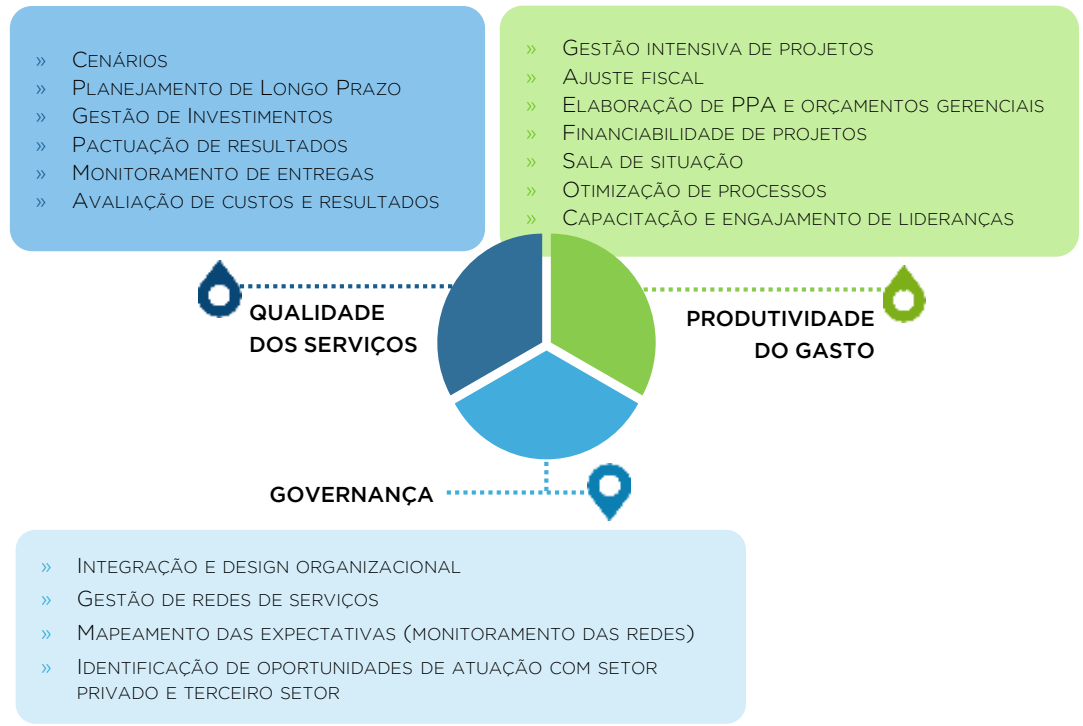 » Cenários
» Planejamento de Longo Prazo
» Gestão de Investimentos
» Pactuação de resultados
» Monitoramento de entregas
» Avaliação de custos e resultados
QUALIDADE
DOS SERVIÇOS
» Gestão intensiva de projetos
» Ajuste fiscal
» Elaboração de PPA e orçamentos gerenciais
» Financiabilidade de projetos
» Sala de situação
» Otimização de processos
» Capacitação e engajamento de lideranças
PRODUTIVIDADE
DO GASTO
GOVERNANÇA
» Integração e design organizacional
» Gestão de redes de serviços
» Mapeamento das expectativas (monitoramento das redes)
» Identificação de oportunidades de atuação com setor
privado e terceiro setor